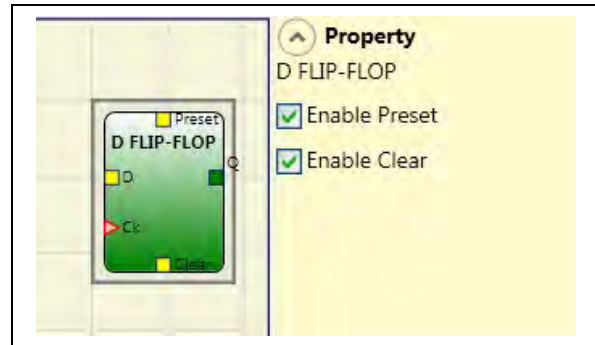 Property
D FLIP-FLOP
Enable Preset
Enable Clear
Preset
D FLIP-FLOP
Q
D
Ck
Clear